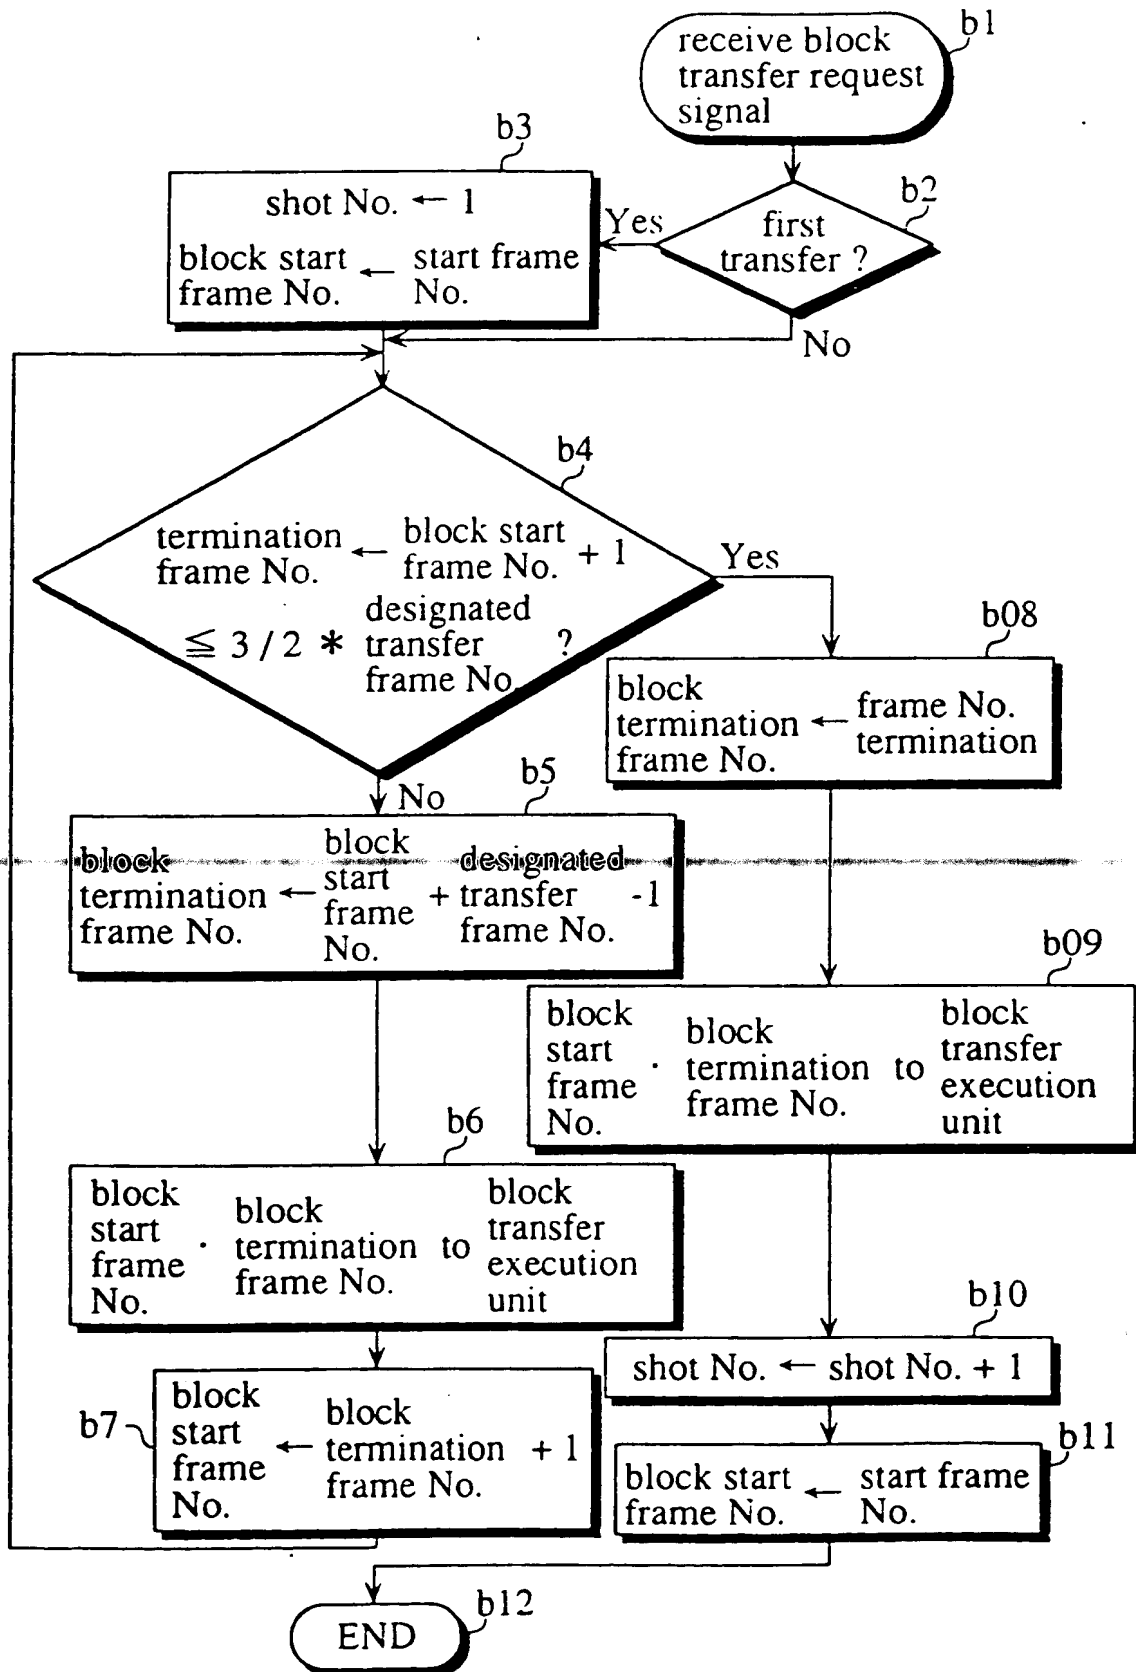 b1
receive block
transfer request
signal
b2
first
transfer ?
Yes
No
b3
shot No. ← 1
block start ← start frame
frame No. No.
b4
termination ← block start + 1
frame No. frame No.
≦ 3 / 2 * designated ?
transfer
frame No.
Yes
No
b5
block
termination
frame No.
←
block
start
frame
No.
+
designated
transfer
frame No.
-1
b6
block
start
frame
No.
·
block
termination
frame No.
to
block
transfer
execution
unit
b7
block
start
frame
No.
←
block
termination
frame No.
+ 1
b08
block
termination
frame No.
←
frame No.
termination
b09
block
start
frame
No.
·
block
termination
frame No.
to
block
transfer
execution
unit
b10
shot No. ← shot No. + 1
b11
block start ← start frame
frame No. No.
END
b12